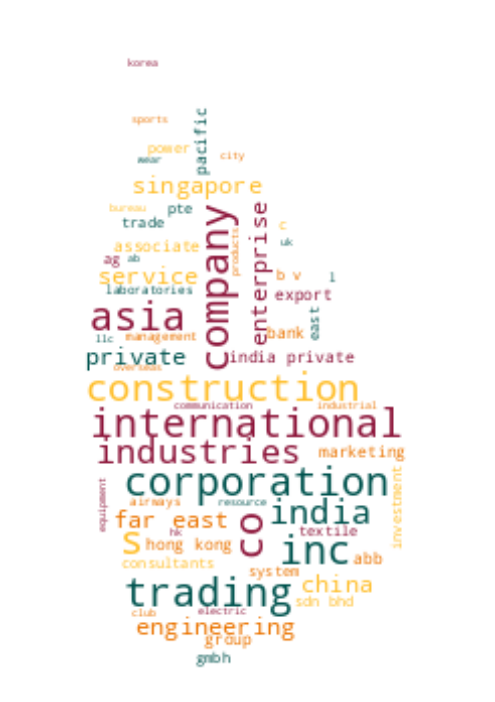 korea
sports
pacific
power
wear
city
singapore
bureau
pte
company
enterprise
trade
c
products
uk
associate
ag
ab
service
b v
l
laboratories
export
asia
east
bank
llc
management
private
india private
overseas
construction
communication
industrial
international
industries
marketing
corporation
investment
equipment
airways
resource
india
far east
co
hk
textile
s
hong kong
inc
abb
consultants
system
trading
china
sdn bhd
club
electric
engineering
group
gmbh